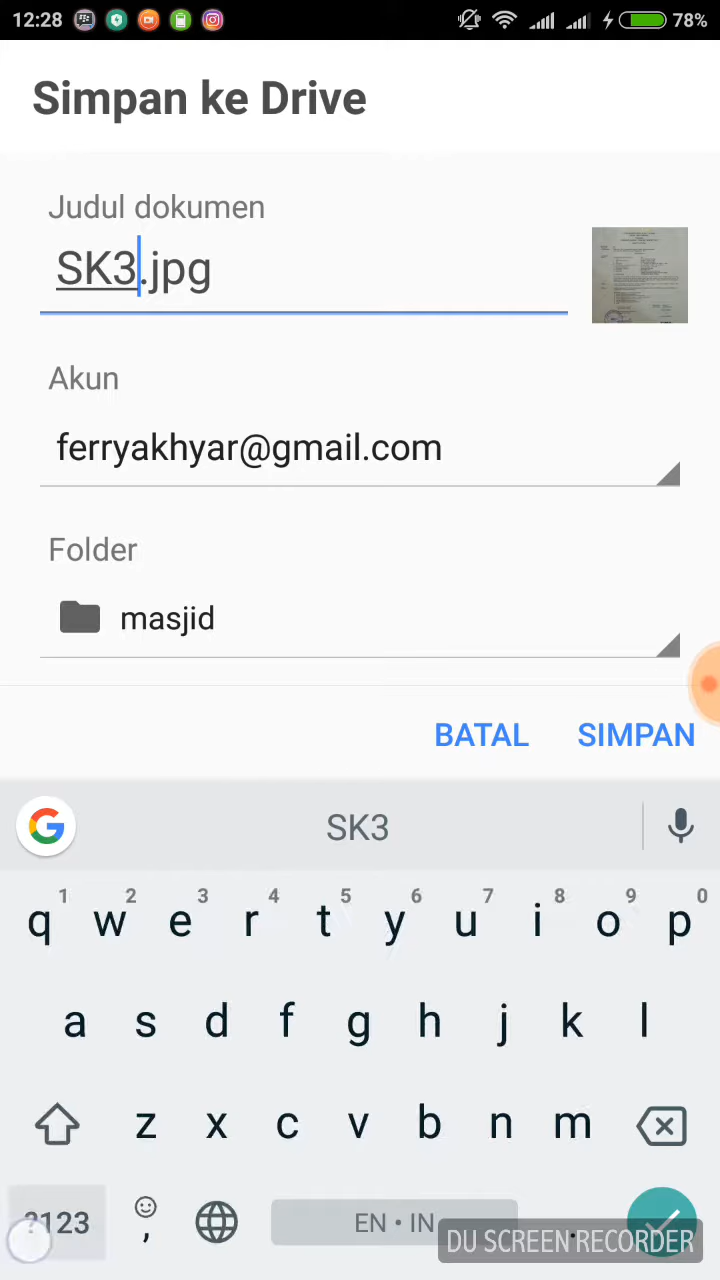 12:28
78%
Simpan ke Drive
Judul dokumen
SK3.jpg
Akun
ferryakhyar@gmail.com
Folder
masjid
BATAL SIMPAN
G SK3
1 2 3 4 5 6 7 8 9 0
q w e r t y u i o p
a s d f g h j k l
z x c v b n m
?123 , EN • IN .
DU SCREEN RECORDER